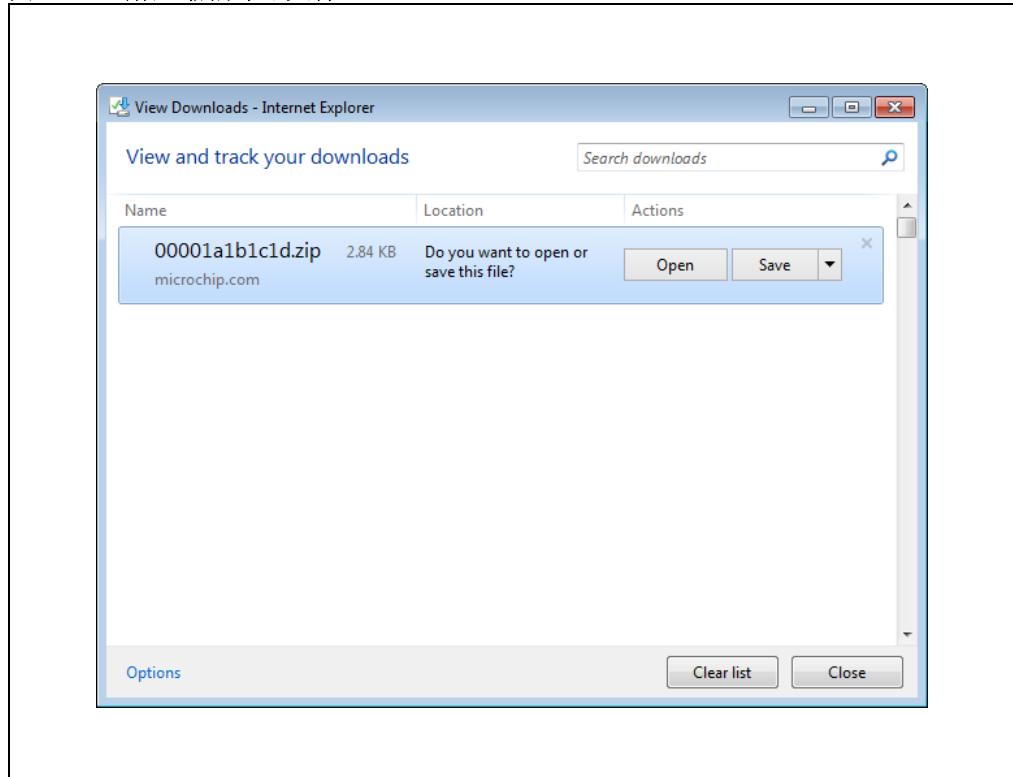 View Downloads - Internet Explorer
View and track your downloads
Search downloads
Name Location Actions
00001a1b1c1d.zip 2.84 KB Do you want to open or
save this file?
Open Save
microchip.com
Options
Clear list Close